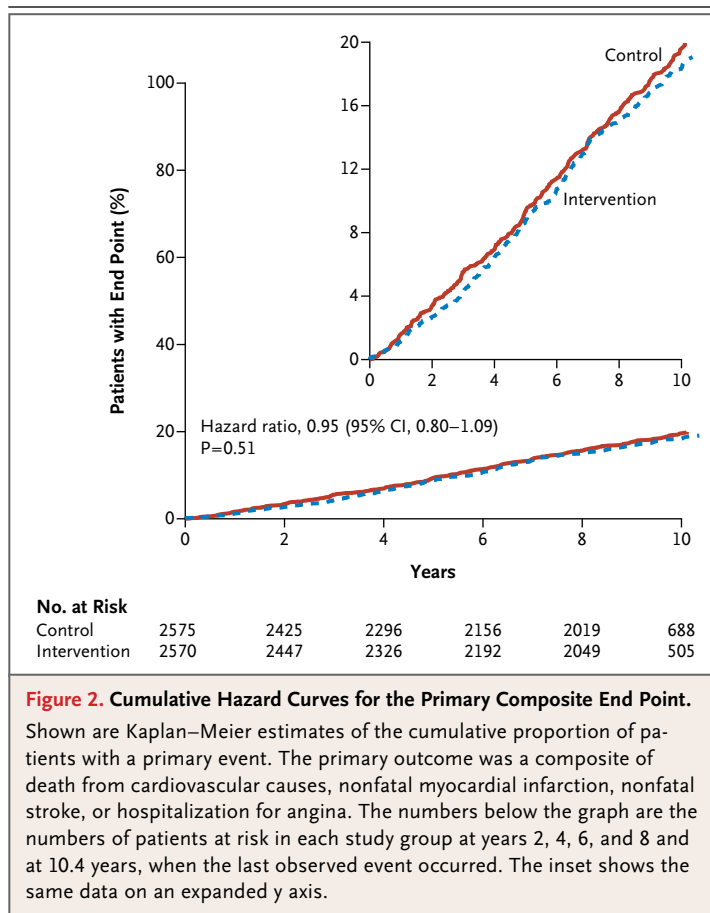 Patients with End Point (%)
100
80
60
40
20
0
20
16
12
8
4
0
Control
Intervention
0 2 4 6 8 10
Hazard ratio, 0.95 (95% CI, 0.80–1.09)
P=0.51
0 2 4 6 8 10
Years
No. at Risk
Control 2575 2425 2296 2156 2019 688
Intervention 2570 2447 2326 2192 2049 505
Figure 2. Cumulative Hazard Curves for the Primary Composite End Point.
Shown are Kaplan–Meier estimates of the cumulative proportion of pa-
tients with a primary event. The primary outcome was a composite of
death from cardiovascular causes, nonfatal myocardial infarction, nonfatal
stroke, or hospitalization for angina. The numbers below the graph are the
numbers of patients at risk in each study group at years 2, 4, 6, and 8 and
at 10.4 years, when the last observed event occurred. The inset shows the
same data on an expanded y axis.